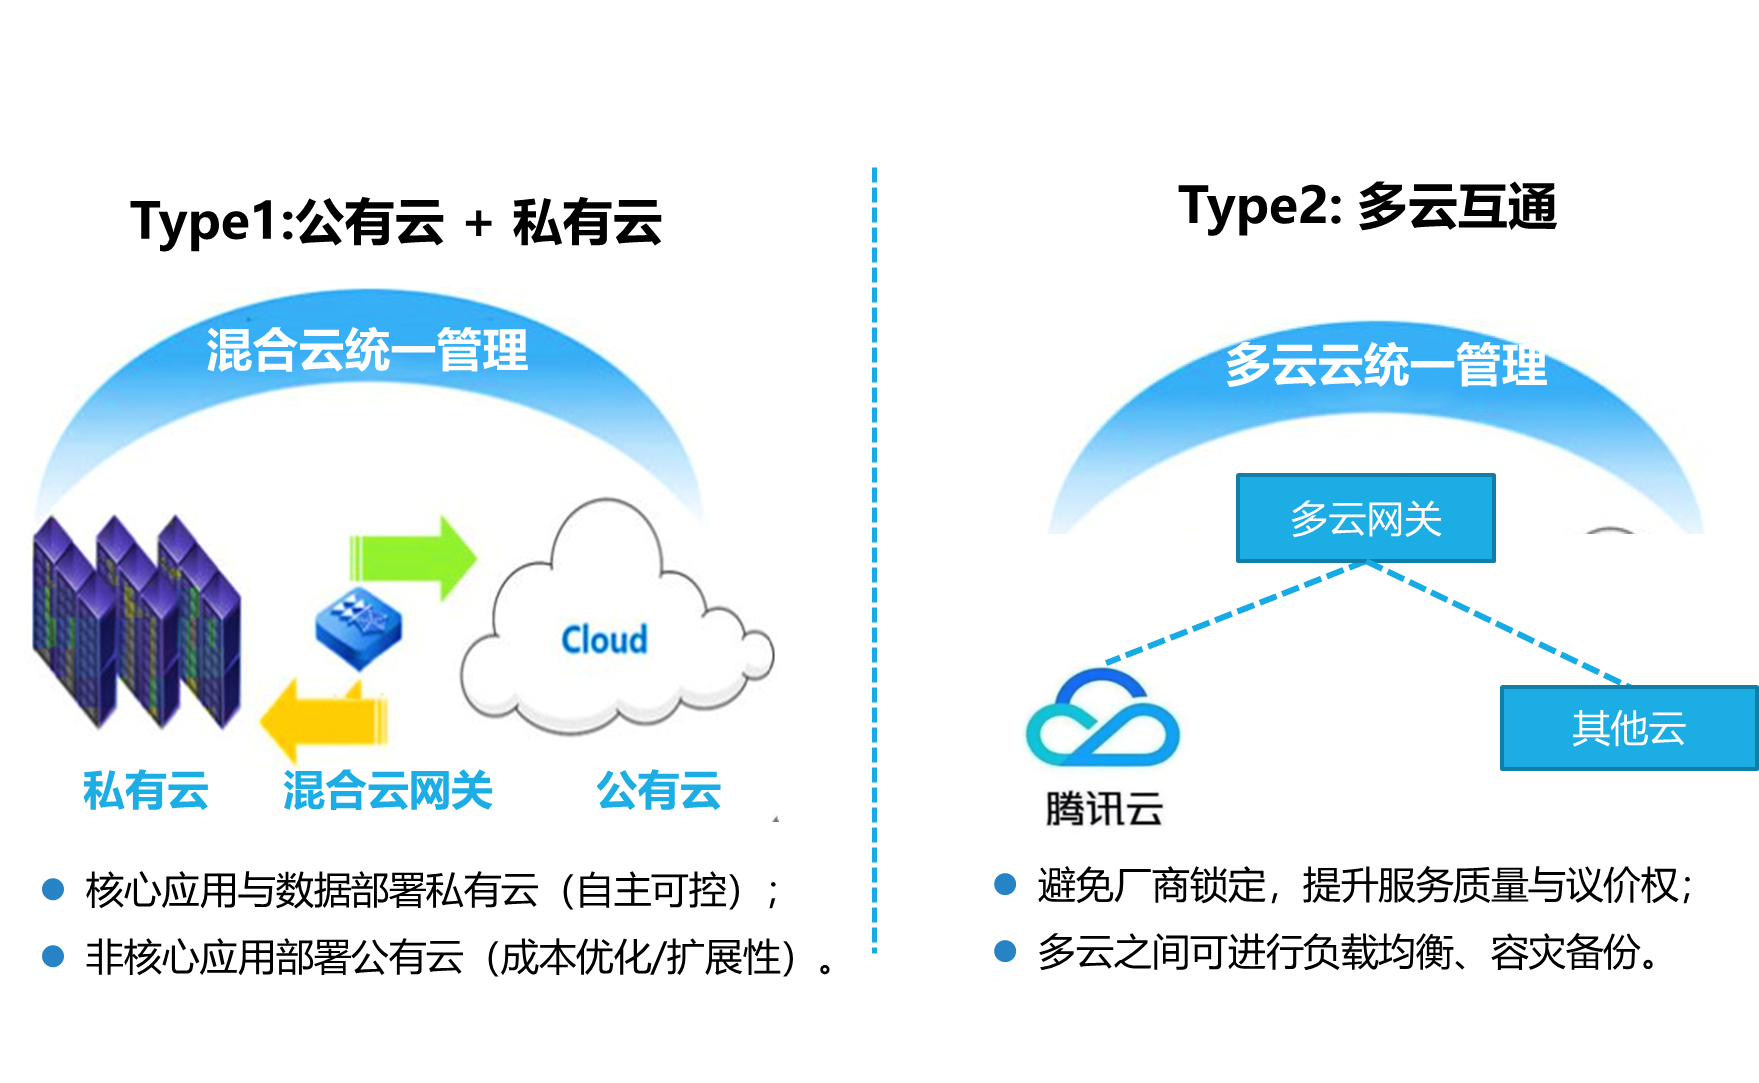 Type1:公有云 + 私有云
混合云统一管理
Cloud
私有云
混合云网关
公有云
核心应用与数据部署私有云（自主可控）;
非核心应用部署公有云（成本优化/扩展性）。
Type2: 多云互通
多云云统一管理
多云网关
其他云
腾讯云
避免厂商锁定，提升服务质量与议价权;
多云之间可进行负载均衡、容灾备份。